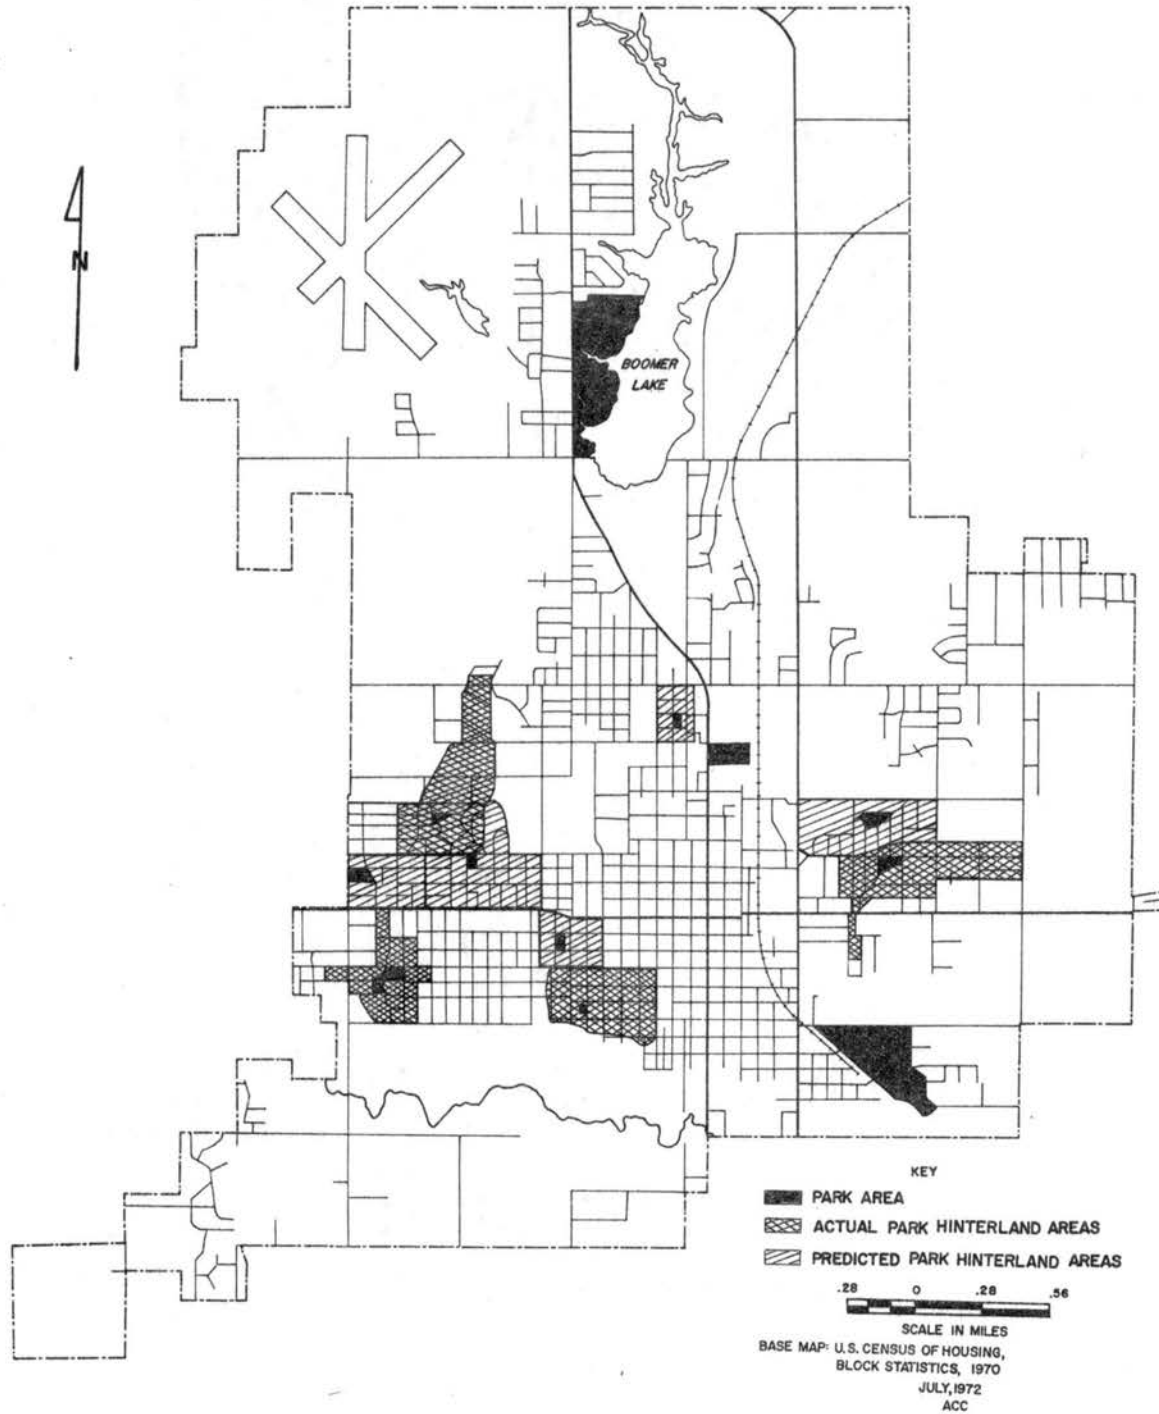 N
BOOMER
LAKE
KEY
PARK AREA
ACTUAL PARK HINTERLAND AREAS
PREDICTED PARK HINTERLAND AREAS
.28 0 .28 .56
SCALE IN MILES
BASE MAP: U.S. CENSUS OF HOUSING,
BLOCK STATISTICS, 1970
JULY, 1972
ACC